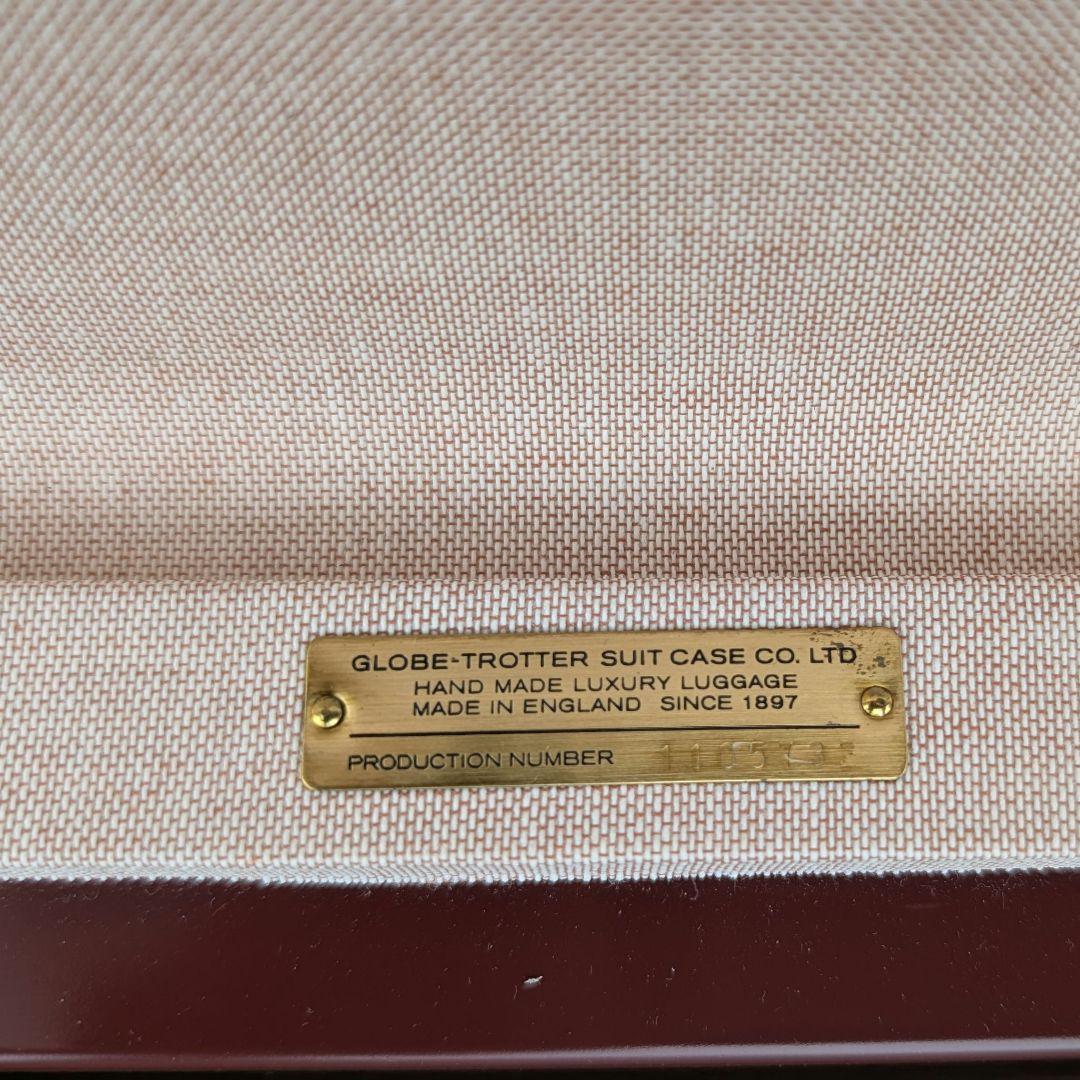 GLOBE-TROTTER SUIT CASE CO. LTD
HAND MADE LUXURY LUGGAGE
MADE IN ENGLAND SINCE 1897
PRODUCTION NUMBER